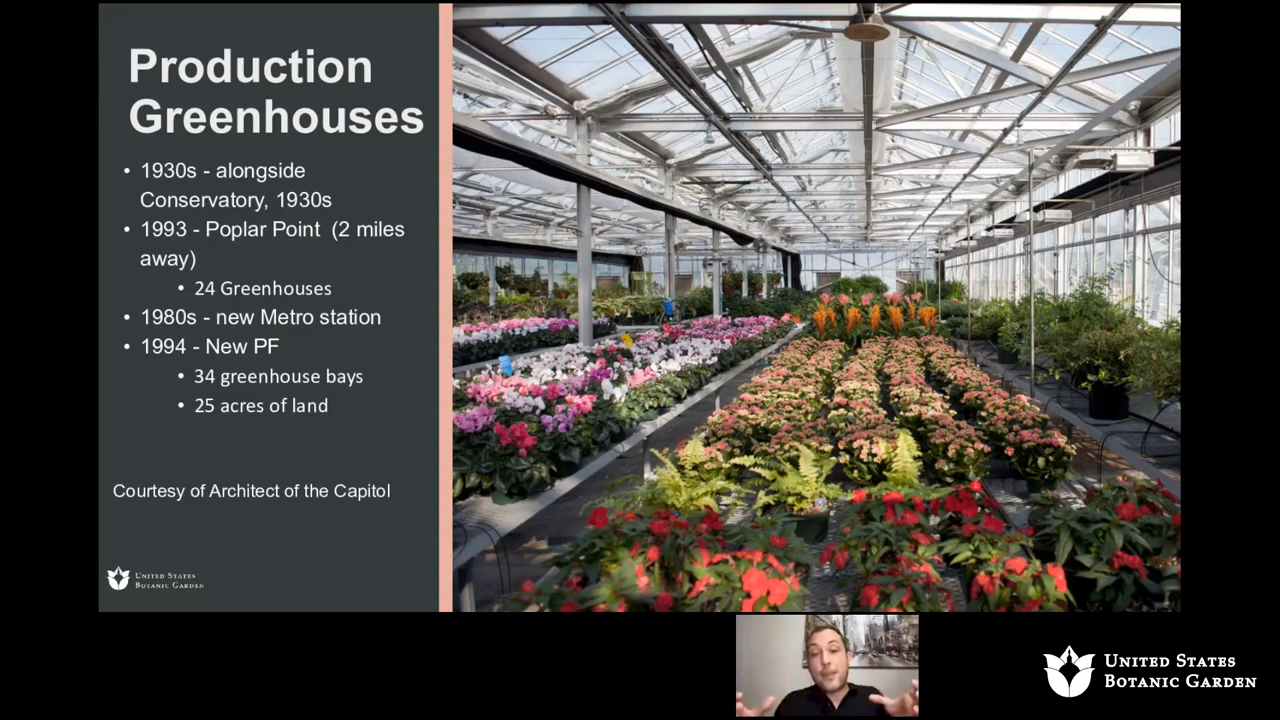 Production
Greenhouses
• 1930s - alongside
Conservatory, 1930s
• 1993 - Poplar Point (2 miles
away)
• 24 Greenhouses
• 1980s - new Metro station
• 1994 - New PF
• 34 greenhouse bays
• 25 acres of land
Courtesy of Architect of the Capitol
UNITED STATES
BOTANIC GARDEN
UNITED STATES
BOTANIC GARDEN